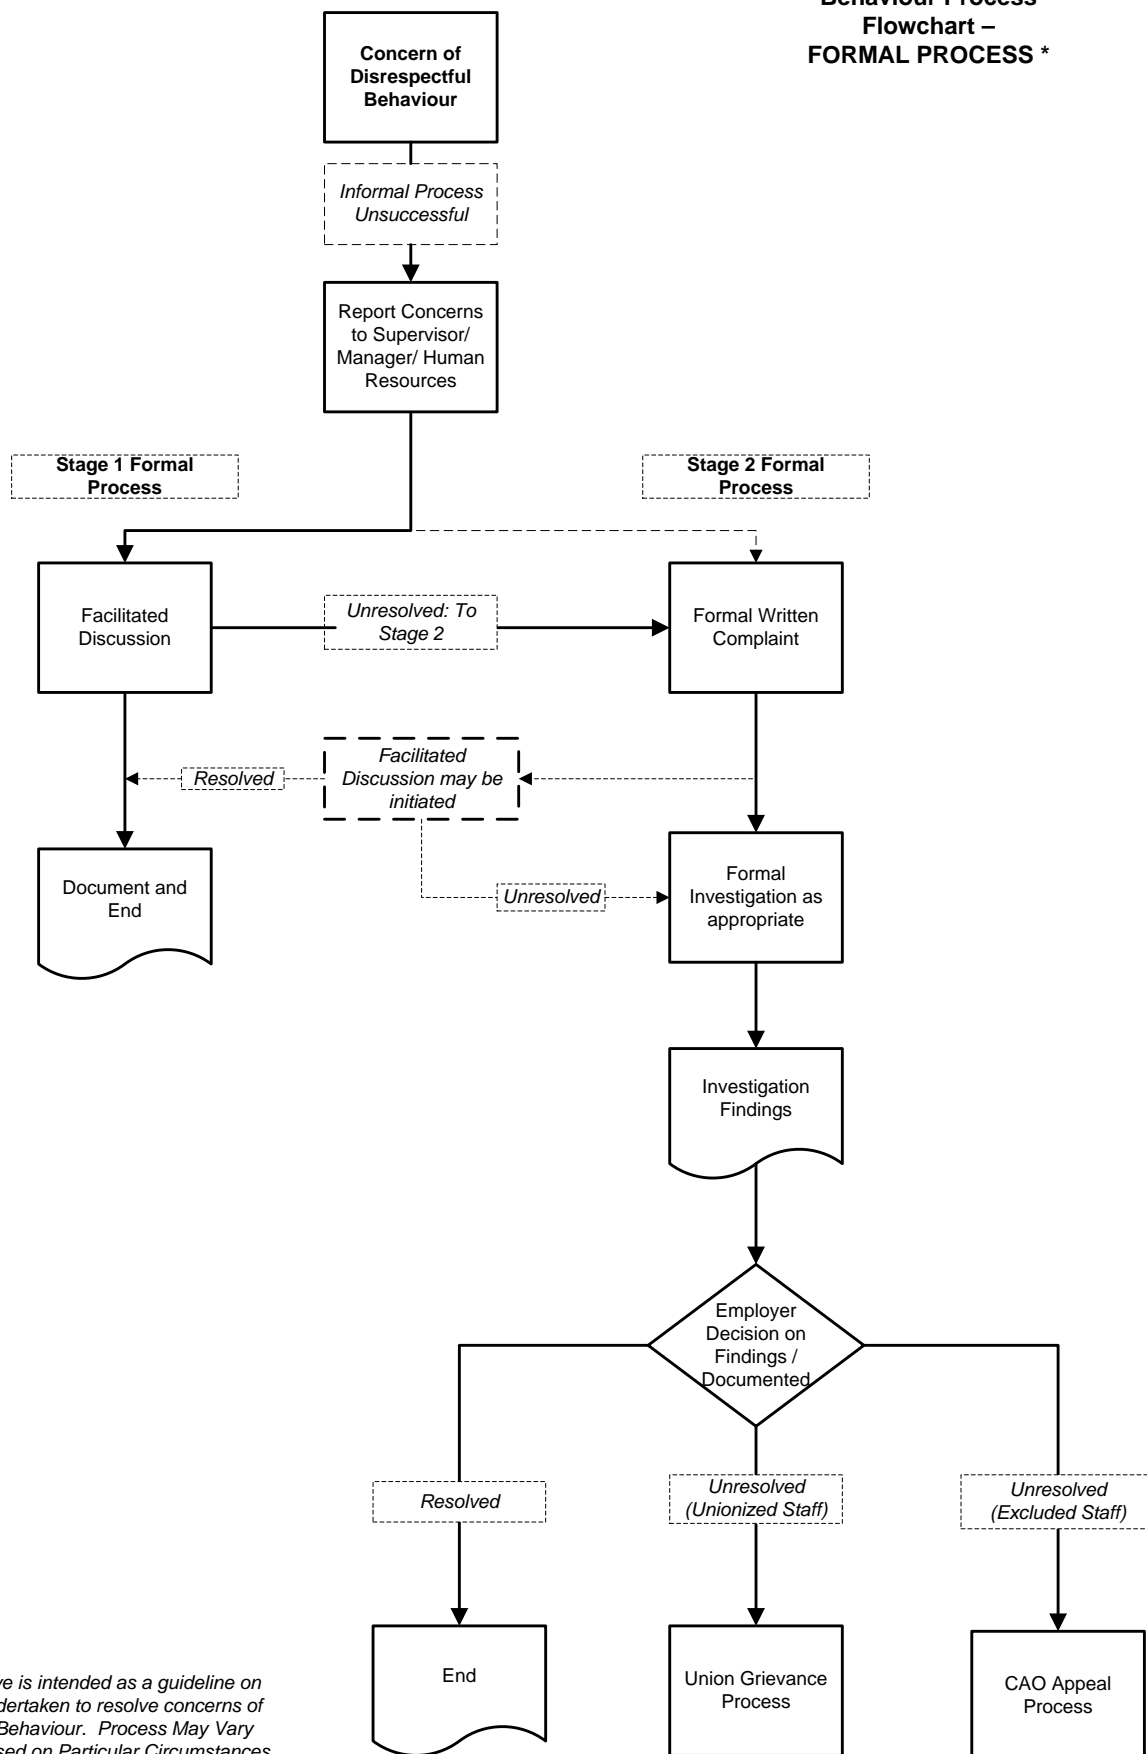 Behaviour Process
Flowchart –
FORMAL PROCESS *
Concern of
Disrespectful
Behaviour
Informal Process
Unsuccessful
Report Concerns
to Supervisor/
Manager/ Human
Resources
Stage 1 Formal
Process
Stage 2 Formal
Process
Facilitated
Discussion
Unresolved: To
Stage 2
Formal Written
Complaint
Facilitated
Discussion may be
initiated
Resolved
Document and
End
Formal
Investigation as
appropriate
Unresolved
Investigation
Findings
Employer
Decision on
Findings /
Documented
Resolved
Unresolved
(Unionized Staff)
Unresolved
(Excluded Staff)
End
Union Grievance
Process
CAO Appeal
Process
is intended as a guideline on
to resolve concerns of
Behaviour. Process May Vary
on Particular Circumstances